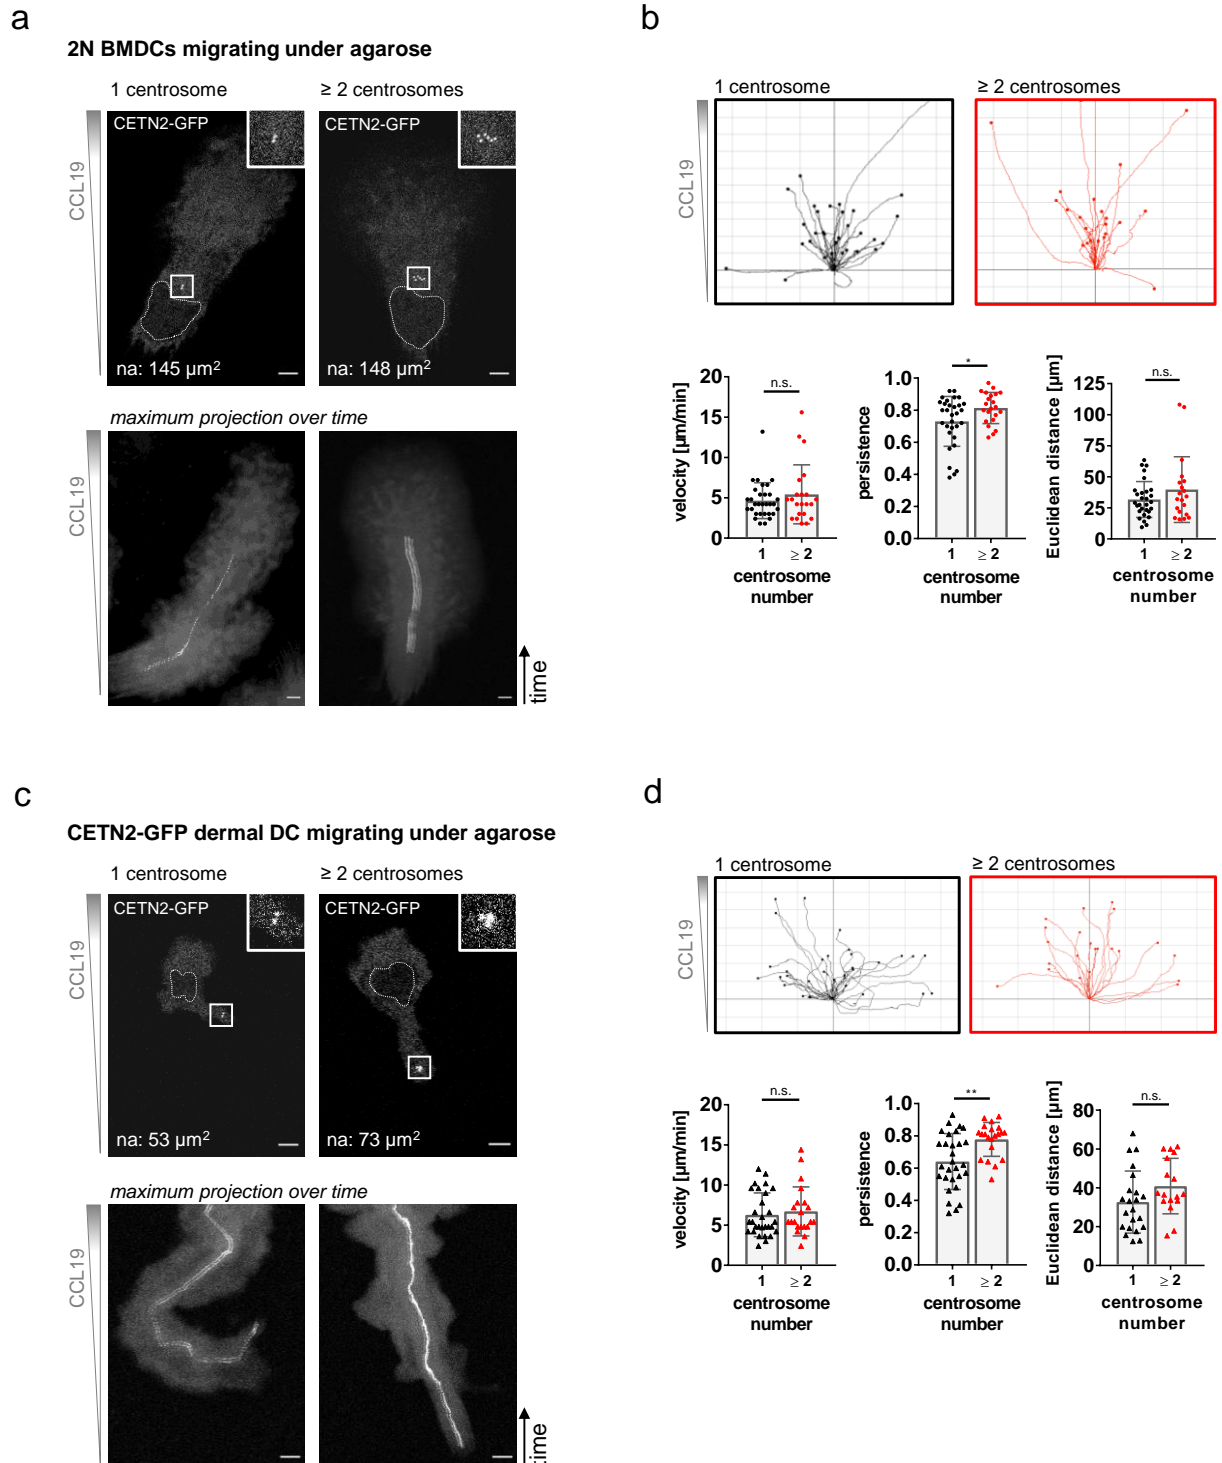 a
2N BMDCs migrating under agarose
1 centrosome
≥ 2 centrosomes
CCL19
CETN2-GFP
CETN2-GFP
na: 145 µm²
na: 148 µm²
maximum projection over time
CCL19
time
b
1 centrosome
≥ 2 centrosomes
CCL19
velocity [µm/min]
20
15
10
5
0
n.s.
1
≥ 2
centrosome
number
persistence
1.0
0.8
0.6
0.4
0.2
0.0
*
1
≥ 2
centrosome
number
Euclidean distance [µm]
125
100
75
50
25
0
n.s.
1
≥ 2
centrosome
number
c
CETN2-GFP dermal DC migrating under agarose
1 centrosome
≥ 2 centrosomes
CCL19
CETN2-GFP
CETN2-GFP
na: 53 µm²
na: 73 µm²
maximum projection over time
CCL19
time
d
1 centrosome
≥ 2 centrosomes
CCL19
velocity [µm/min]
20
15
10
5
0
n.s.
1
≥ 2
centrosome
number
persistence
1.0
0.8
0.6
0.4
0.2
0.0
**
1
≥ 2
centrosome
number
Euclidean distance [µm]
80
60
40
20
0
n.s.
1
≥ 2
centrosome
number